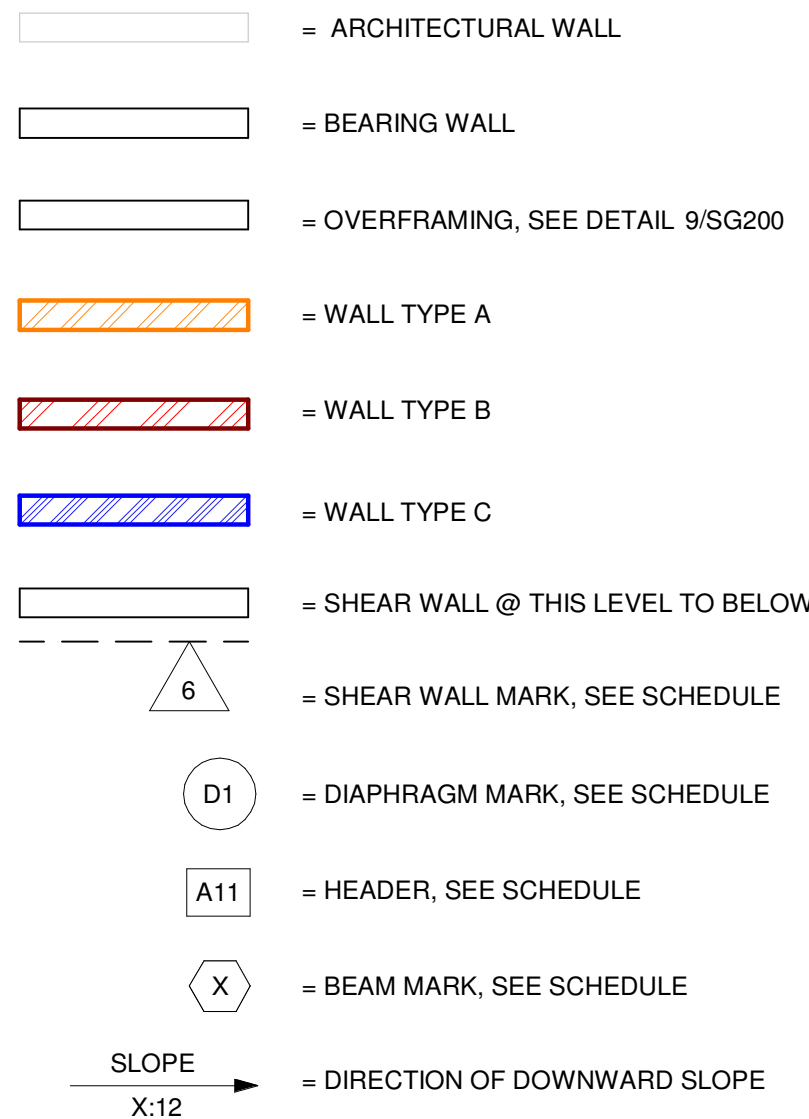 = ARCHITECTURAL WALL
= BEARING WALL
= OVERFRAMING, SEE DETAIL 9/SG200
= WALL TYPE A
= WALL TYPE B
= WALL TYPE C
= SHEAR WALL @ THIS LEVEL TO BELOW
6 = SHEAR WALL MARK, SEE SCHEDULE
D1 = DIAPHRAGM MARK, SEE SCHEDULE
A11 = HEADER, SEE SCHEDULE
X = BEAM MARK, SEE SCHEDULE
SLOPE
= DIRECTION OF DOWNWARD SLOPE
X:12